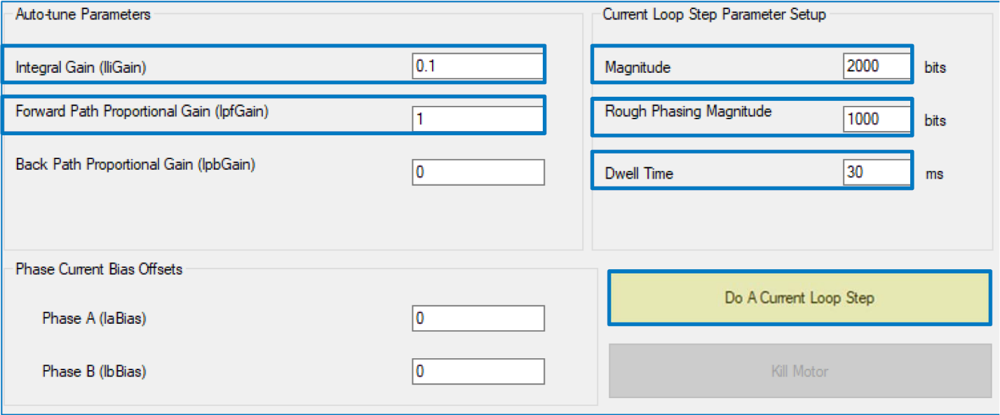 Auto-tune Parameters
Integral Gain (IliGain) 0.1
Forward Path Proportional Gain (IpfGain) 1
Back Path Proportional Gain (IpbGain) 0
Current Loop Step Parameter Setup
Magnitude 2000 bits
Rough Phasing Magnitude 1000 bits
Dwell Time 30 ms
Phase Current Bias Offsets
Phase A (IaBias) 0
Phase B (IbBias) 0
Do A Current Loop Step
Kill Motor